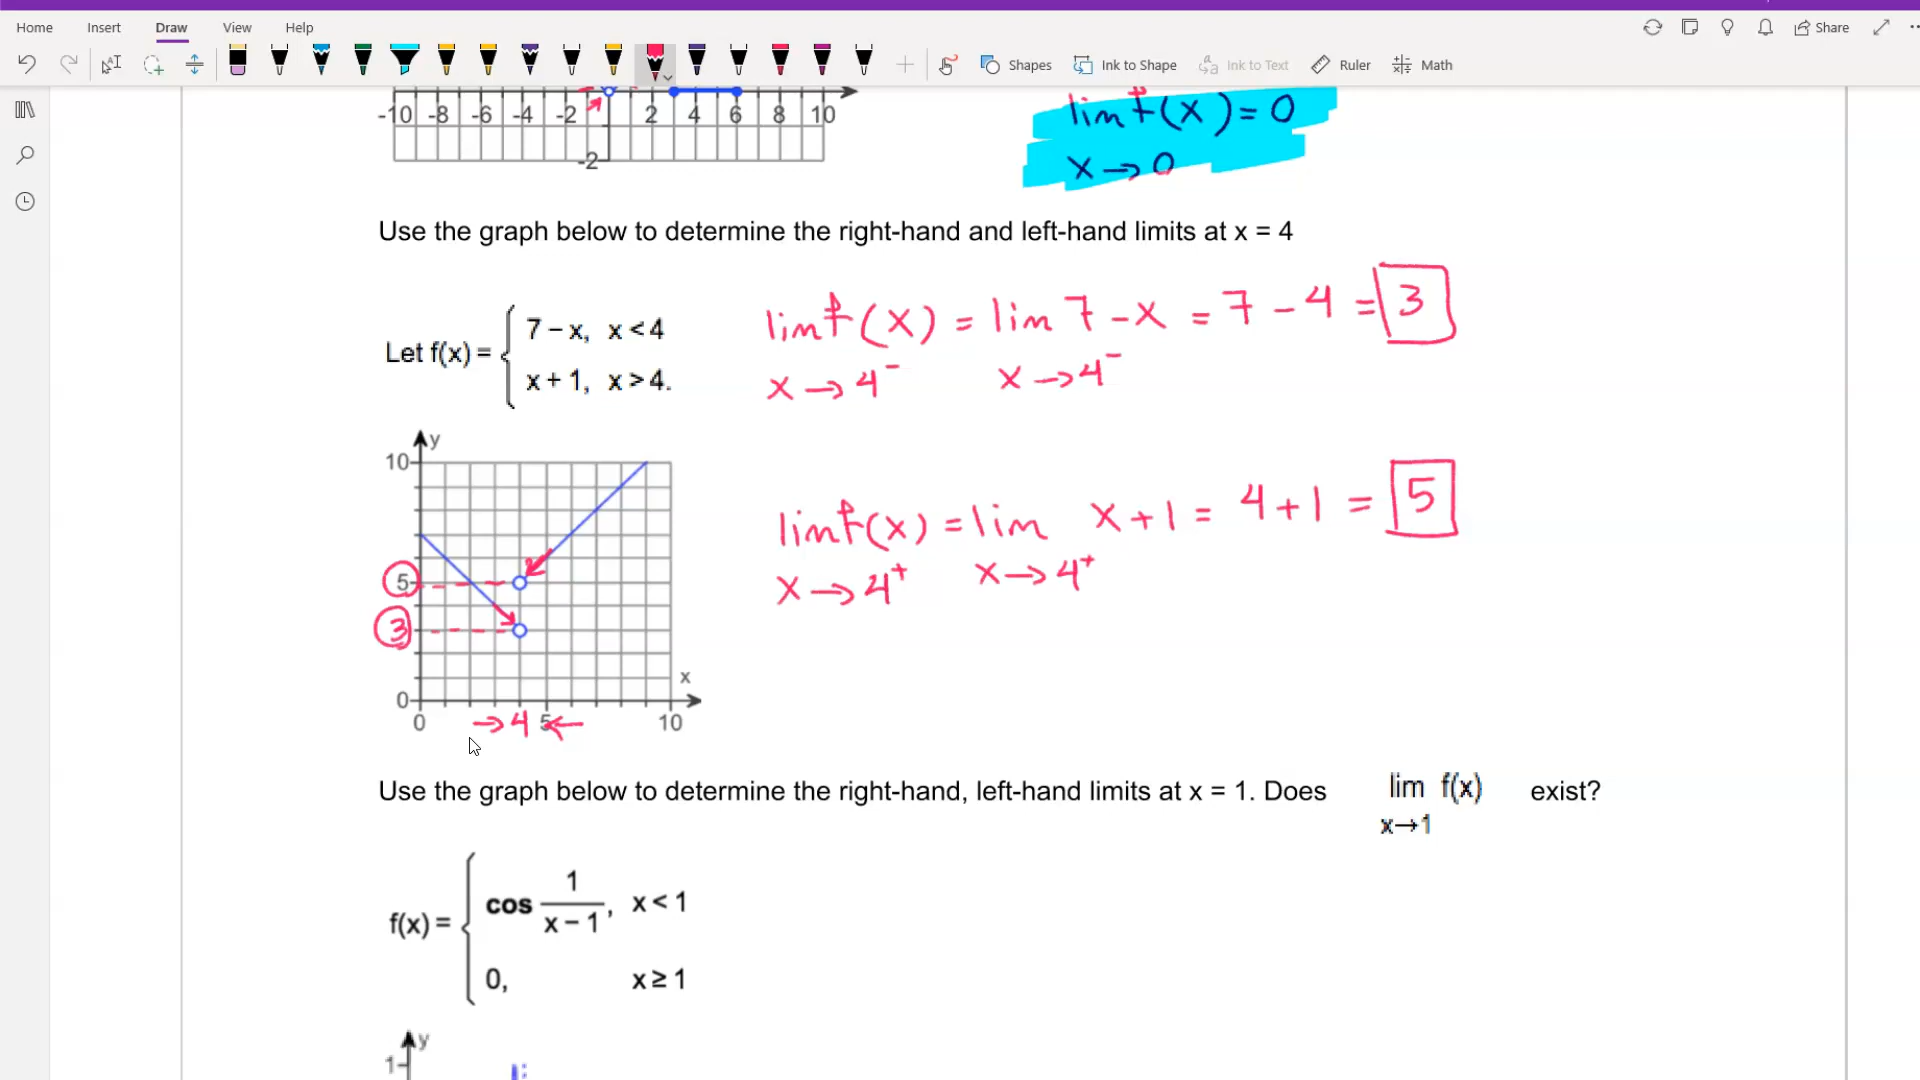 Home Insert Draw View Help Share
Shapes Ink to Shape Ink to Text Ruler Math
-10 -8 -6 -4 -2 2 4 6 8 10
-2
lim f(x) = 0
x → 0
Use the graph below to determine the right-hand and left-hand limits at x = 4
Let f(x) = { 7 – x, x < 4
x + 1, x > 4.
lim f(x) = lim 7 - x = 7 - 4 = 3
x → 4⁻ x → 4⁻
y
10
5
3
0
x
0 → 4 5 ← 10
lim f(x) = lim x + 1 = 4 + 1 = 5
x → 4⁺ x → 4⁺
Use the graph below to determine the right-hand, left-hand limits at x = 1. Does lim f(x) exist?
x→1
f(x) = { cos 1/(x – 1), x < 1
0, x ≥ 1
y
1